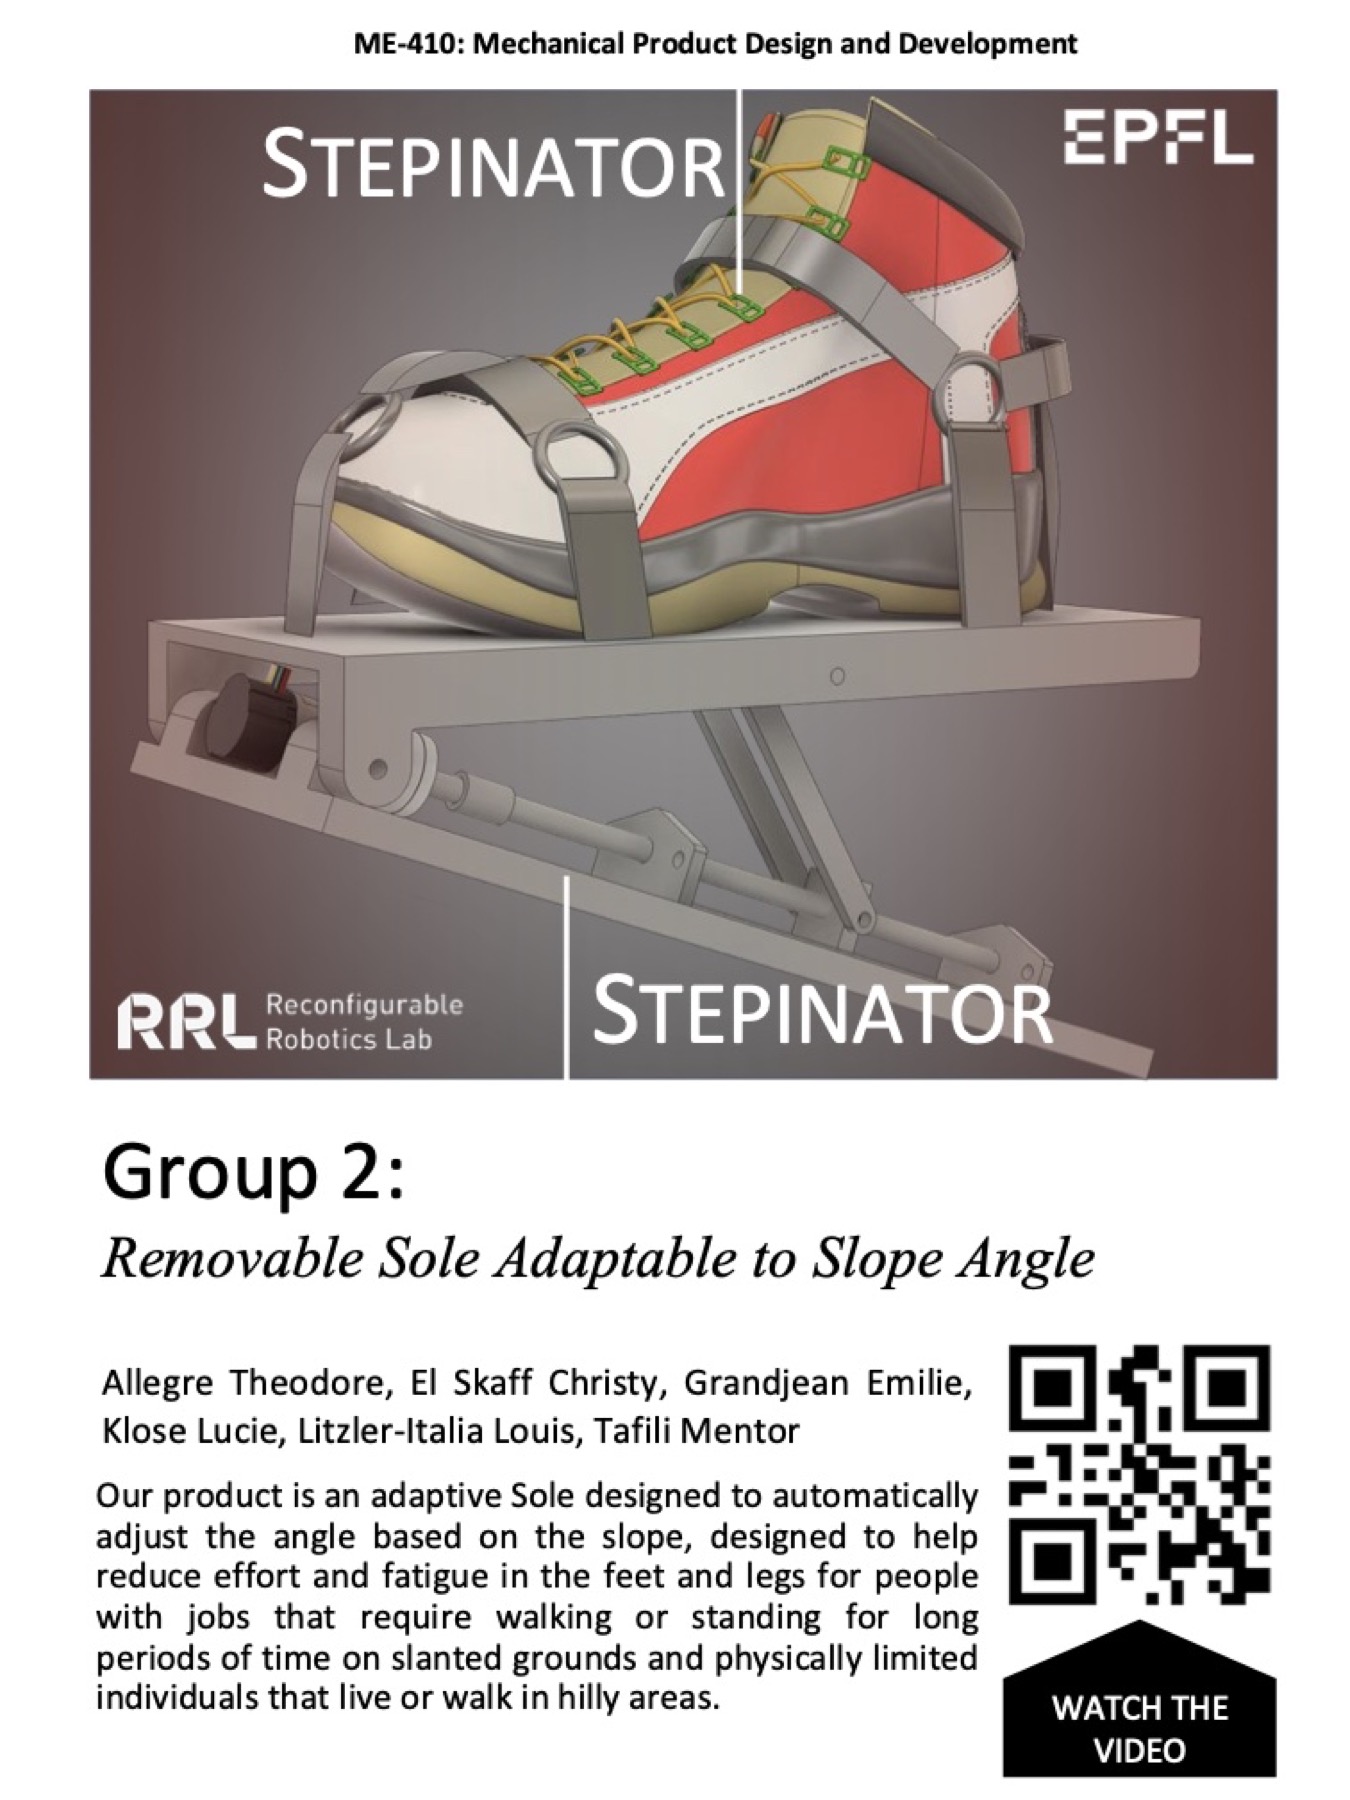 ME-410: Mechanical Product Design and Development
STEPINATOR
EPFL
RRL Reconfigurable
Robotics Lab
STEPINATOR
Group 2:
Removable Sole Adaptable to Slope Angle
Allegre Theodore, El Skaff Christy, Grandjean Emilie,
Klose Lucie, Litzler-Italia Louis, Tafili Mentor
Our product is an adaptive Sole designed to automatically
adjust the angle based on the slope, designed to help
reduce effort and fatigue in the feet and legs for people
with jobs that require walking or standing for long
periods of time on slanted grounds and physically limited
individuals that live or walk in hilly areas.
WATCH THE
VIDEO